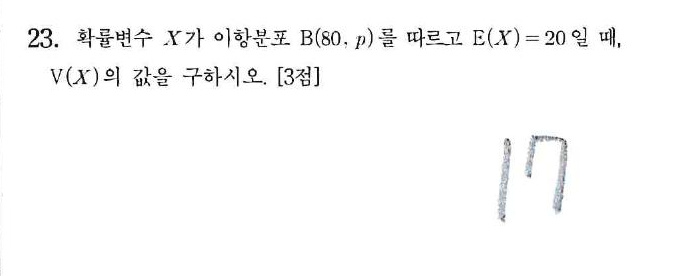 23. 확률변수 X가 이항분포 B(80, p)를 따르고 E(X)=20일 때,
V(X)의 값을 구하시오. [3점]
17